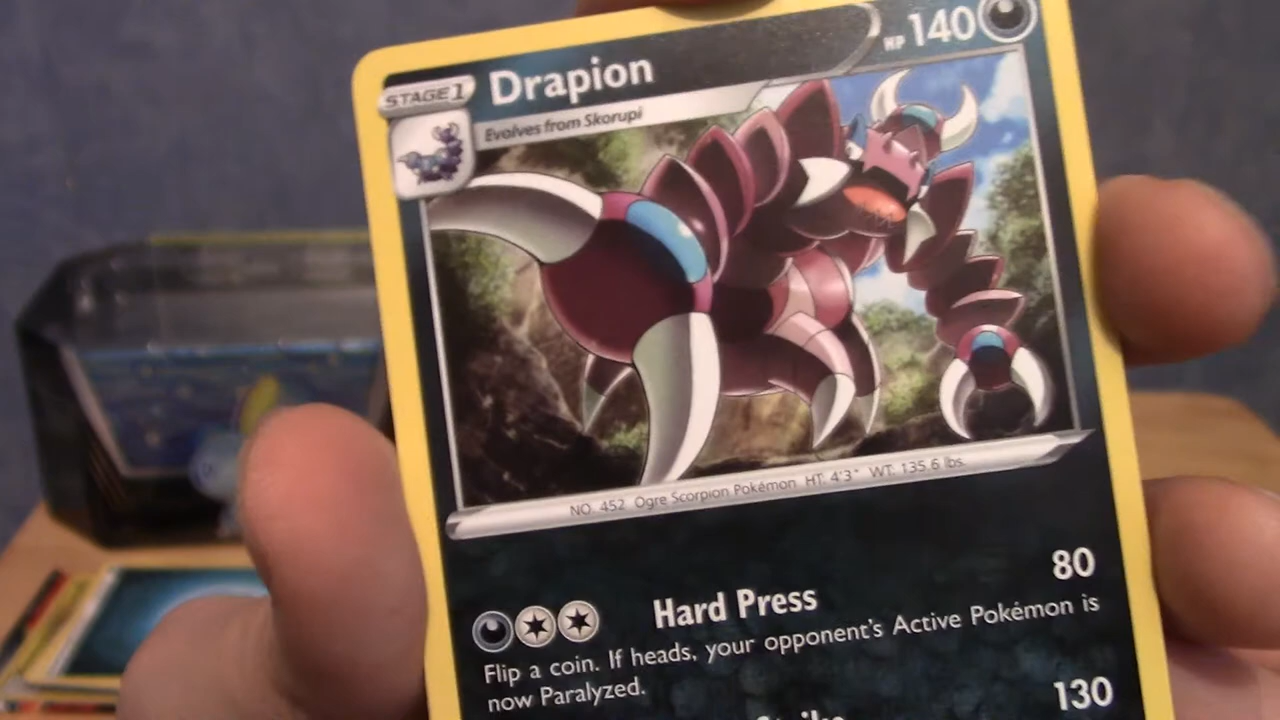 STAGE 1
Drapion
HP 140
Evolves from Skorupi
NO. 452 Ogre Scorpion Pokémon HT: 4'3" WT: 135.6 lbs.
Hard Press 80
Flip a coin. If heads, your opponent's Active Pokémon is
now Paralyzed.
Strike 130